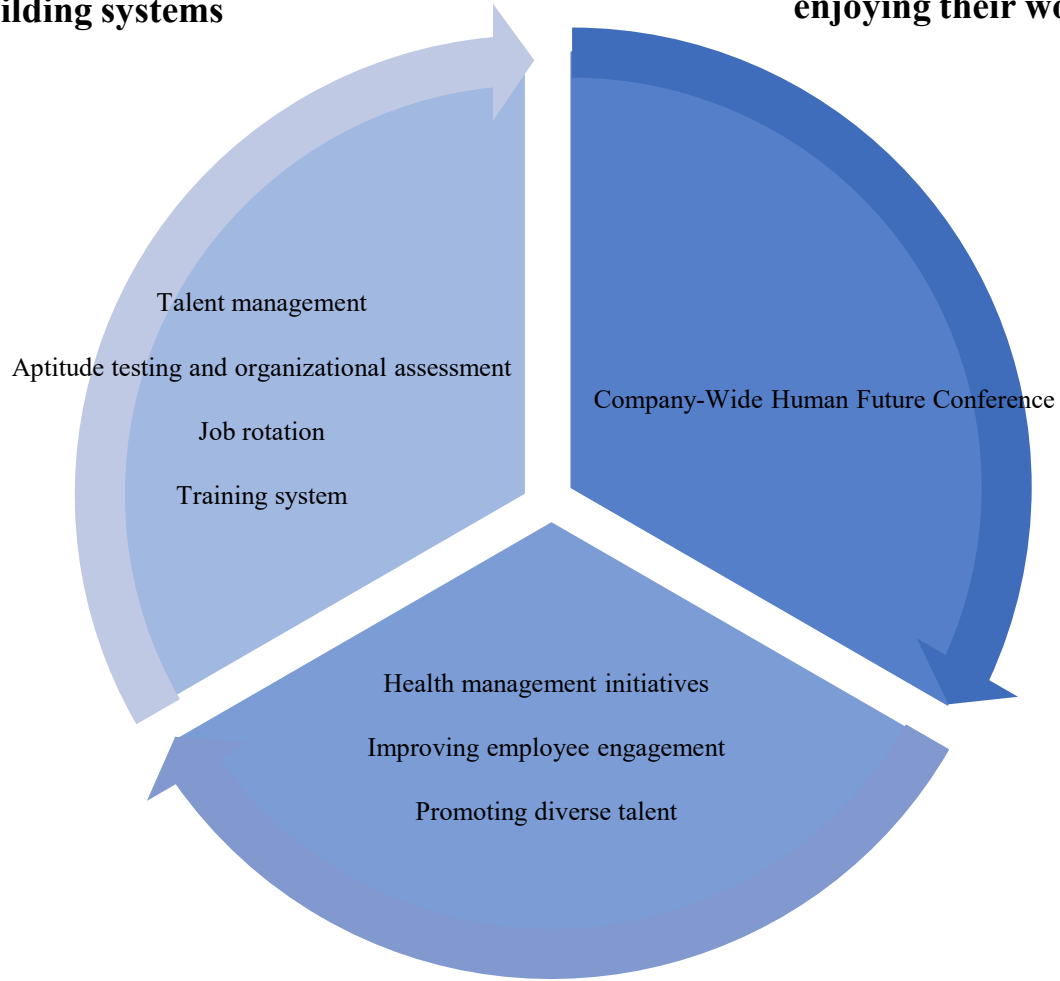 ilding systems
enjoying their wo
Talent management
Aptitude testing and organizational assessment
Job rotation
Training system
Company-Wide Human Future Conference
Health management initiatives
Improving employee engagement
Promoting diverse talent